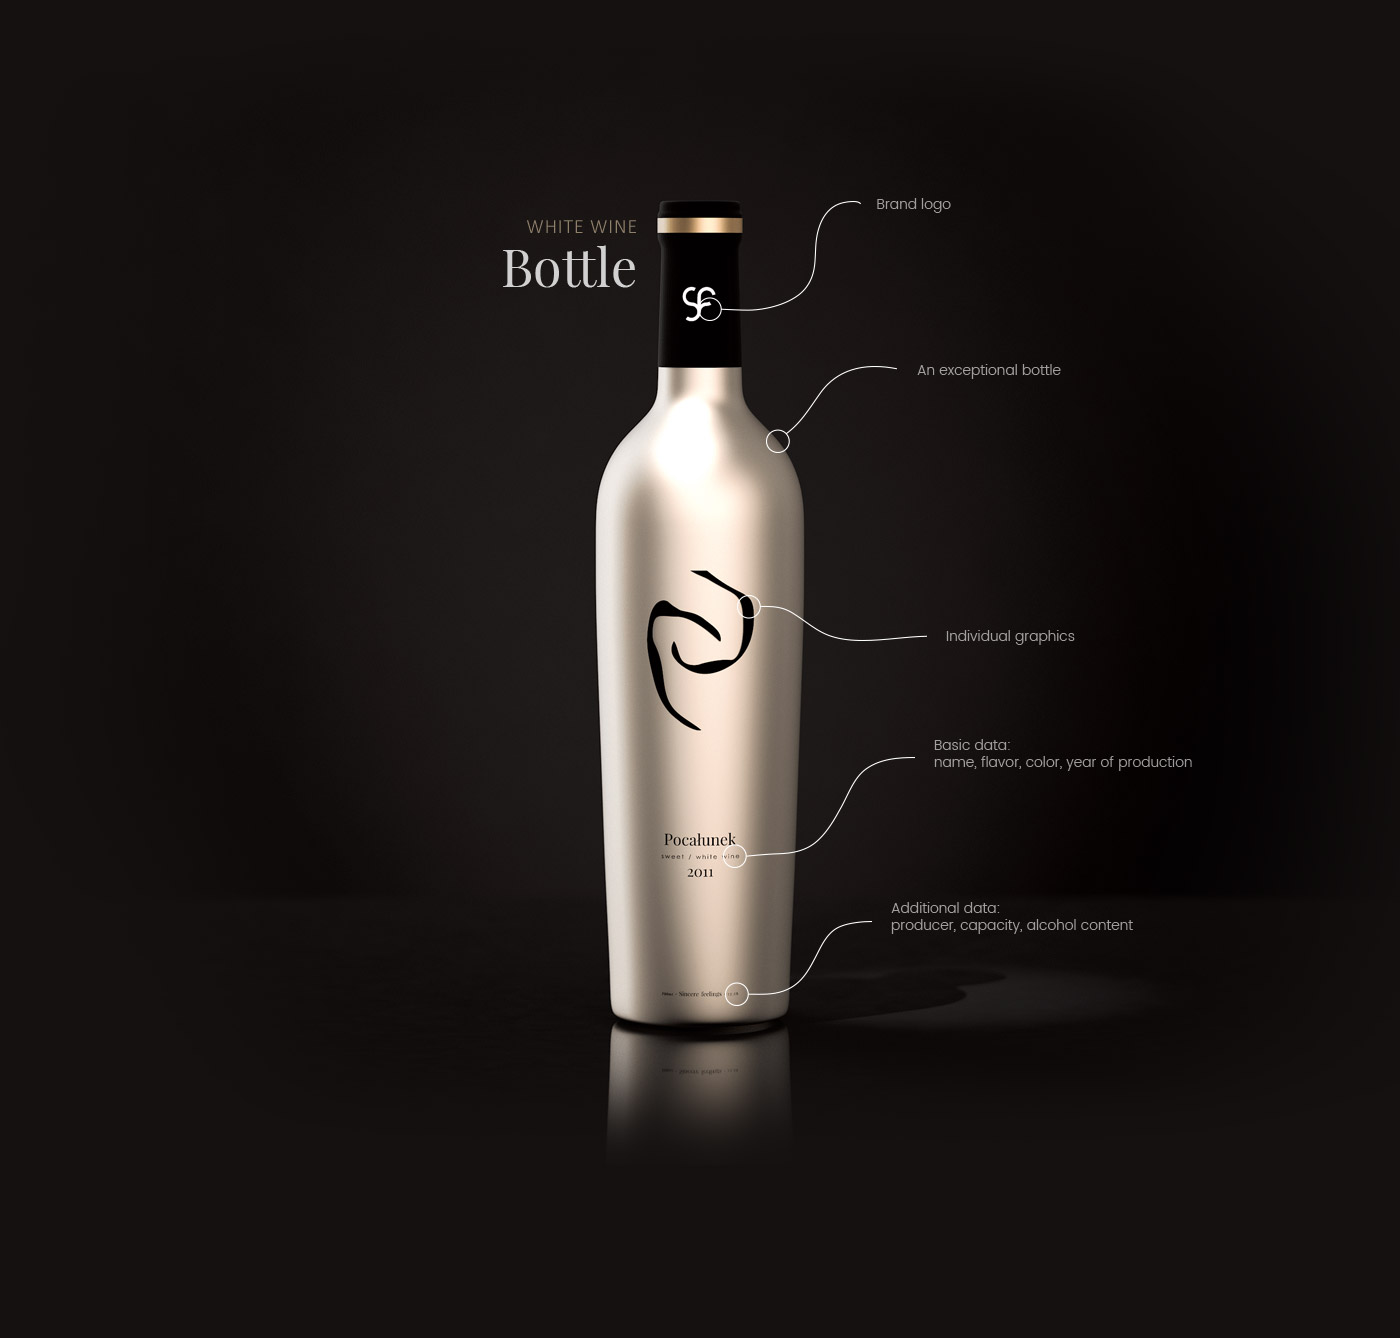 WHITE WINE
Bottle
Brand logo
sf
An exceptional bottle
Individual graphics
Basic data:
name, flavor, color, year of production
Pocałunek
sweet / white wine
2011
Additional data:
producer, capacity, alcohol content
Sincere feelings